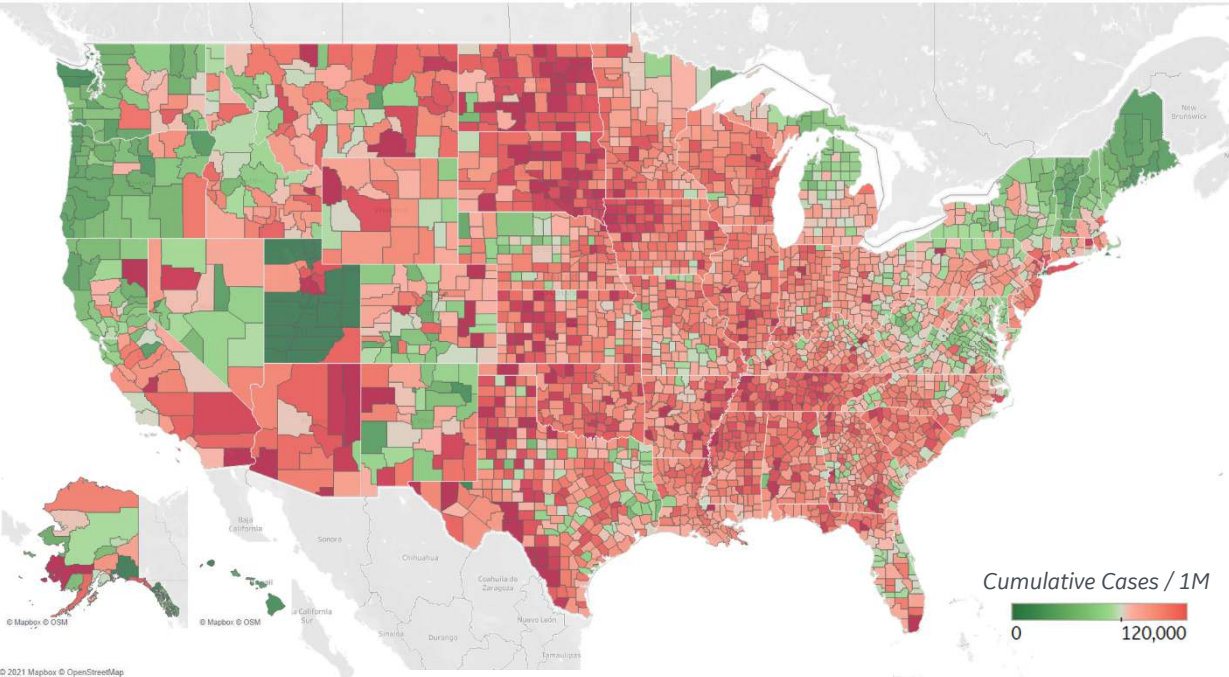 New
Brunswick
Baja
California
Sonora
Chihuahua
Coahuila de
Zaragoza
Nuevo León
Sinaloa
Durango
Tamaulipas
a California
Sur
© Mapbox © OSM
© Mapbox © OSM
Cumulative Cases / 1M
0
120,000
© 2021 Mapbox © OpenStreetMap